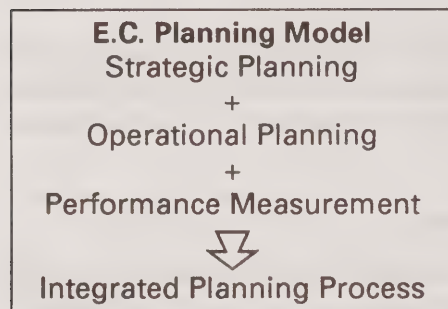 E.C. Planning Model
Strategic Planning
+
Operational Planning
+
Performance Measurement
Integrated Planning Process